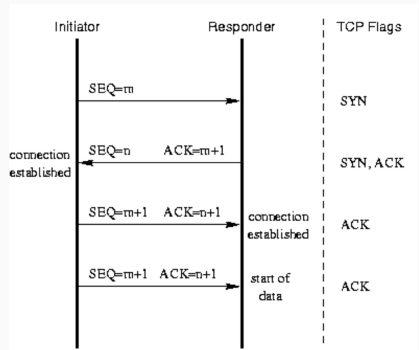 Initiator Responder TCP Flags
SEQ=m SYN
SEQ=n ACK=m+1 SYN, ACK
connection
established
SEQ=m+1 ACK=n+1 ACK
connection
established
SEQ=m+1 ACK=n+1 ACK
start of
data